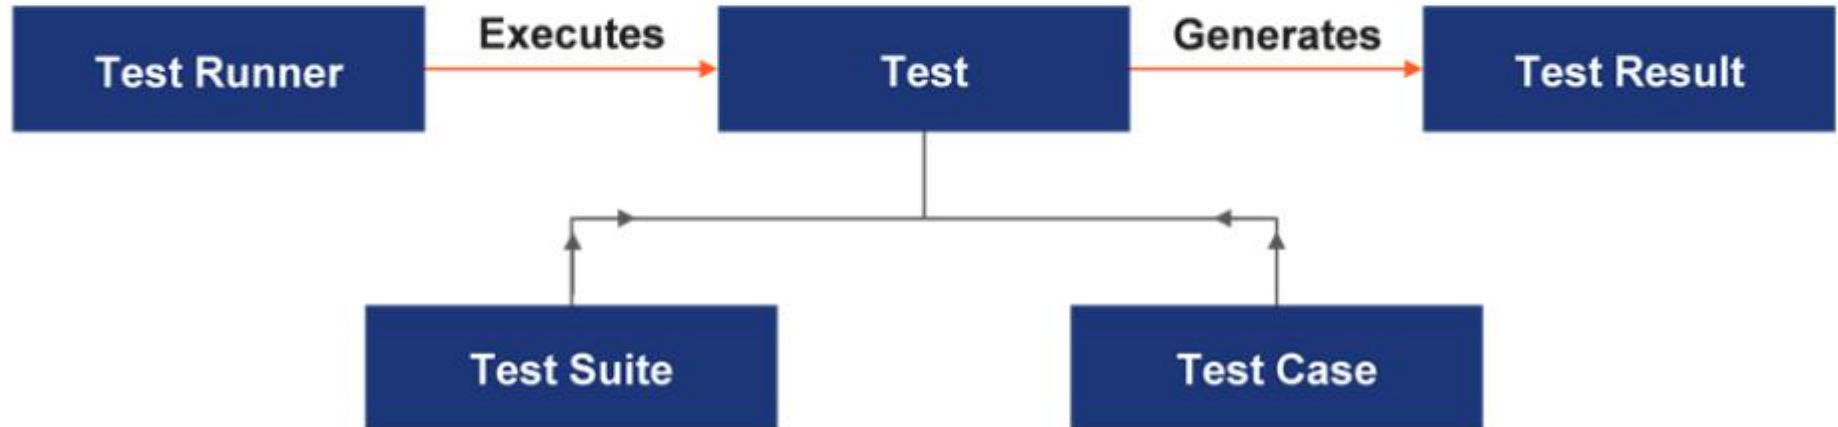 Test Runner
Executes
Test
Generates
Test Result
Test Suite
Test Case